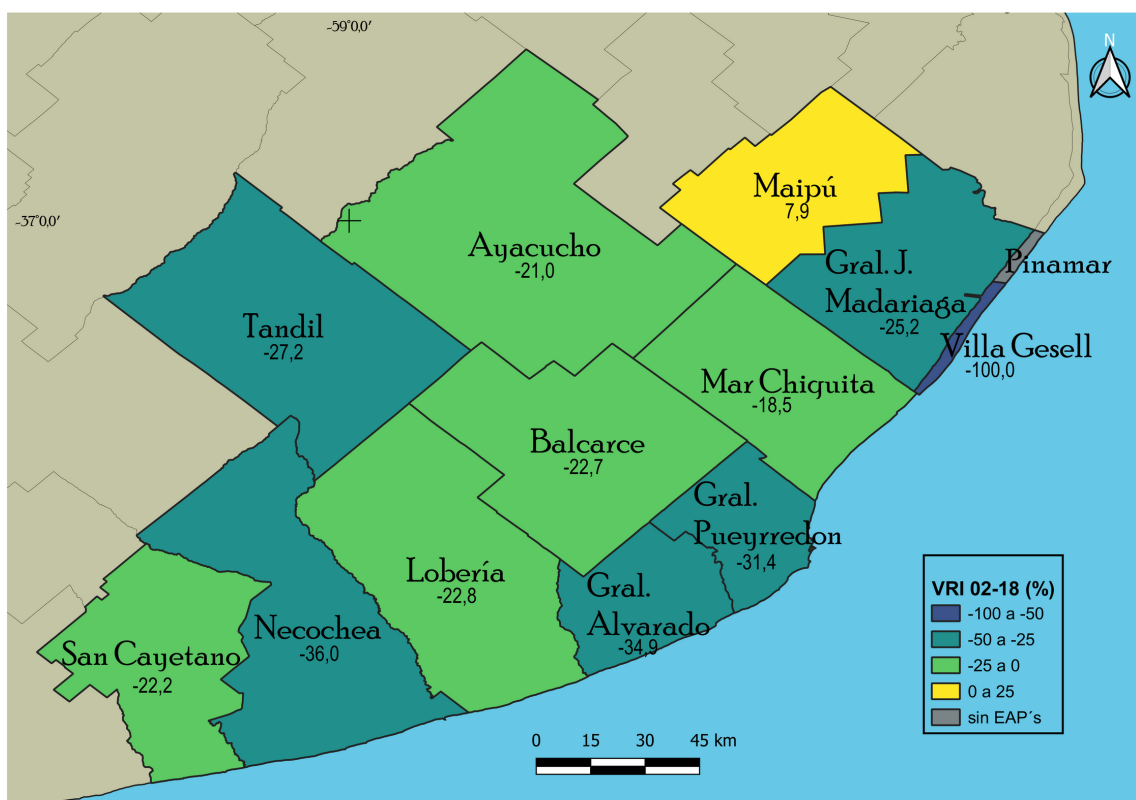 -59°0,0'
N
-37°0,0'
Maipú
7,9
Ayacucho
-21,0
Gral. J.
Madariaga
-25,2
Pinamar
Tandil
-27,2
Villa Gesell
-100,0
Mar Chiquita
-18,5
Balcarce
-22,7
Gral.
Pueyrredon
-31,4
Lobería
-22,8
Gral.
Alvarado
-34,9
Necochea
-36,0
San Cayetano
-22,2
VRI 02-18 (%)
-100 a -50
-50 a -25
-25 a 0
0 a 25
sin EAP´s
0 15 30 45 km